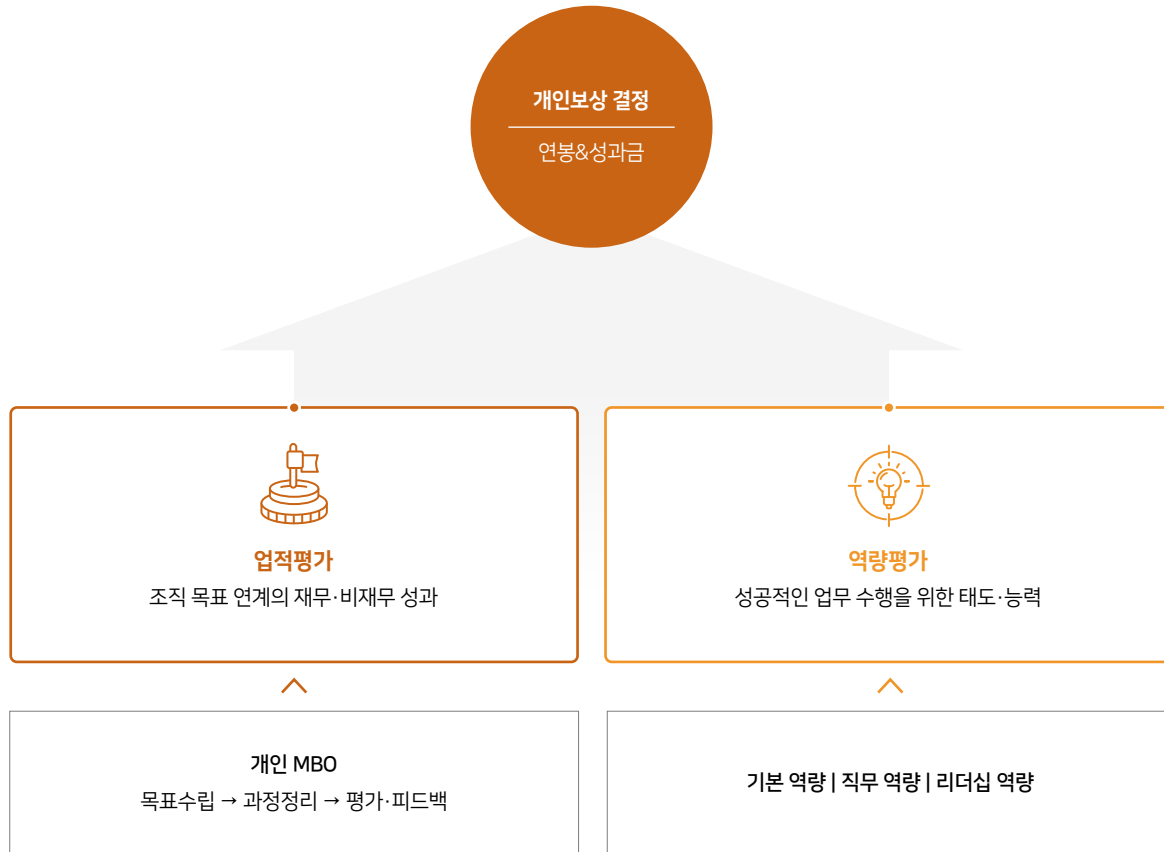 개인보상 결정
연봉&성과금
업적평가
조직 목표 연계의 재무·비재무 성과
역량평가
성공적인 업무 수행을 위한 태도·능력
개인 MBO
목표수립 → 과정정리 → 평가·피드백
기본 역량 | 직무 역량 | 리더십 역량